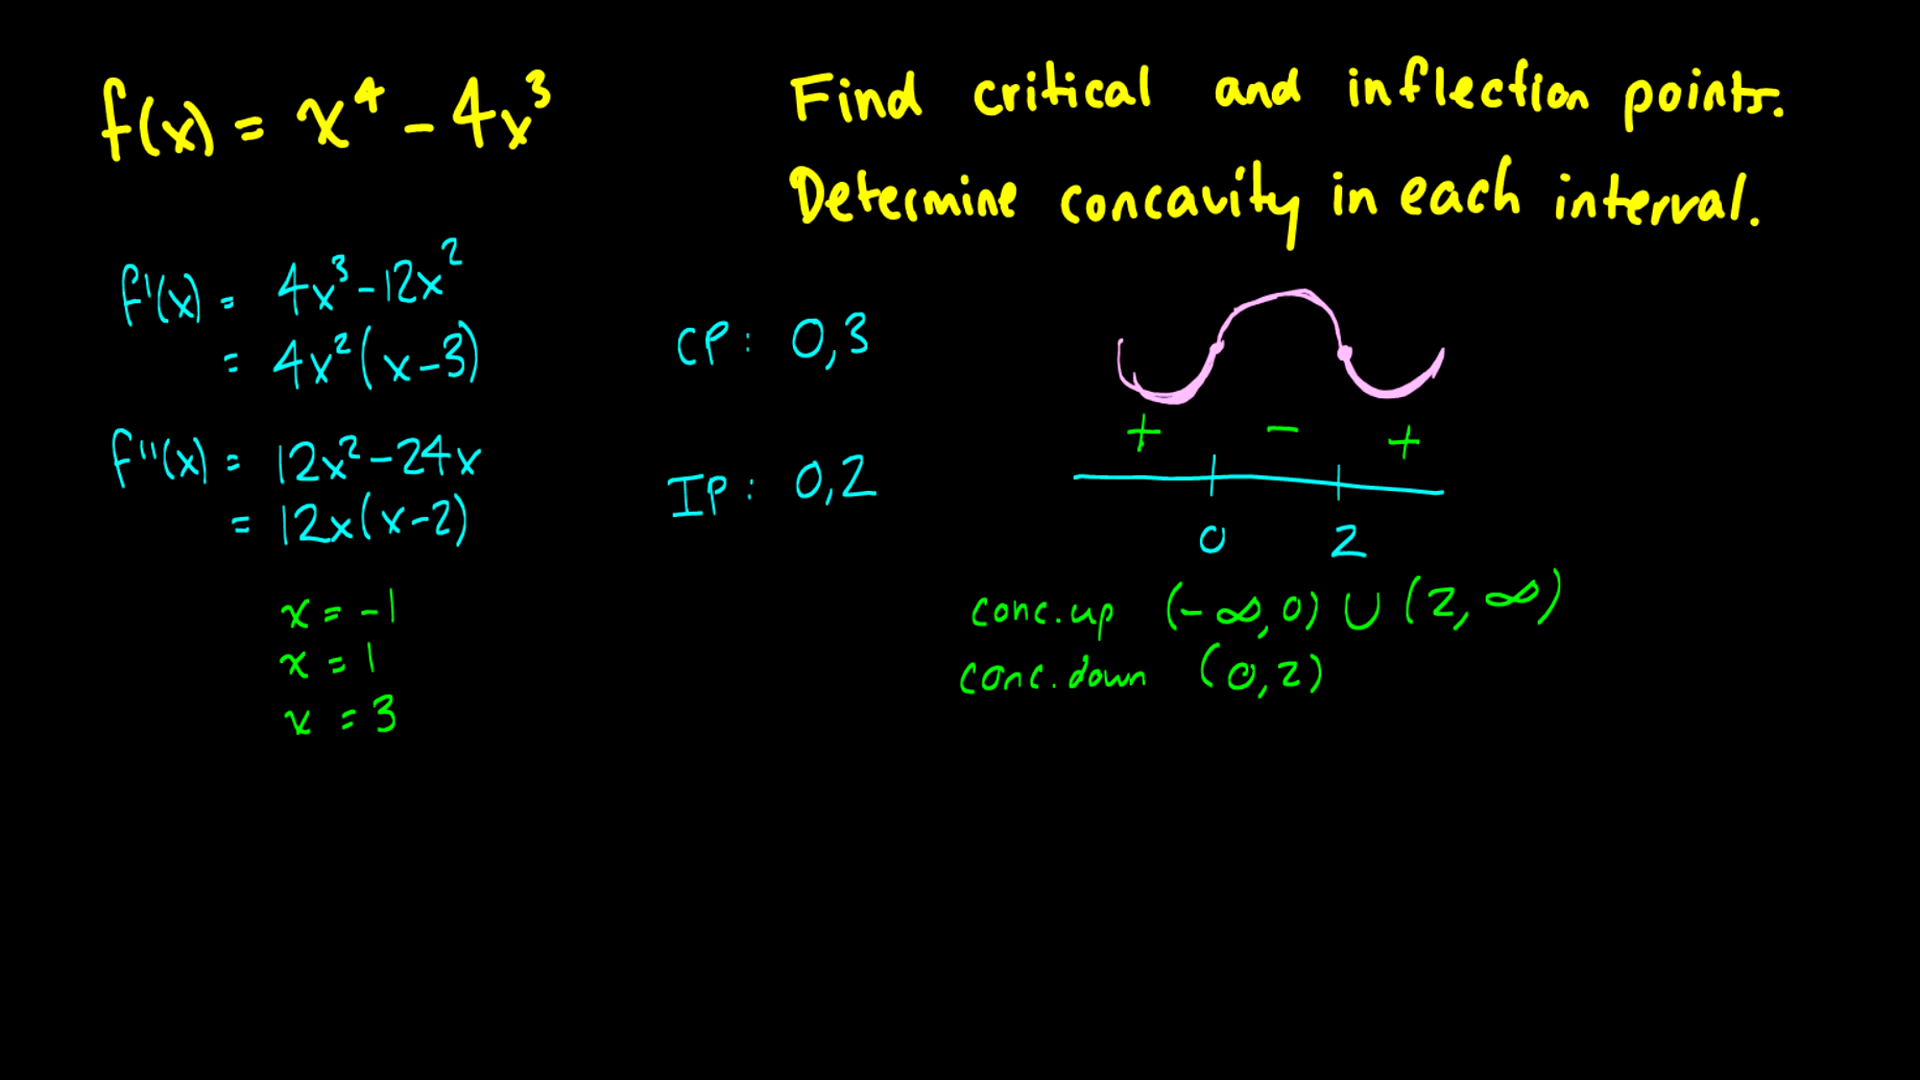 f(x) = x⁴ - 4x³
Find critical and inflection points.
Determine concavity in each interval.
f'(x) = 4x³ - 12x²
= 4x²(x-3)
CP: 0,3
f''(x) = 12x² - 24x
= 12x(x-2)
IP: 0,2
x = -1
x = 1
x = 3
+ - +
0 2
conc.up (-∞,0) ∪ (2,∞)
conc.down (0,2)